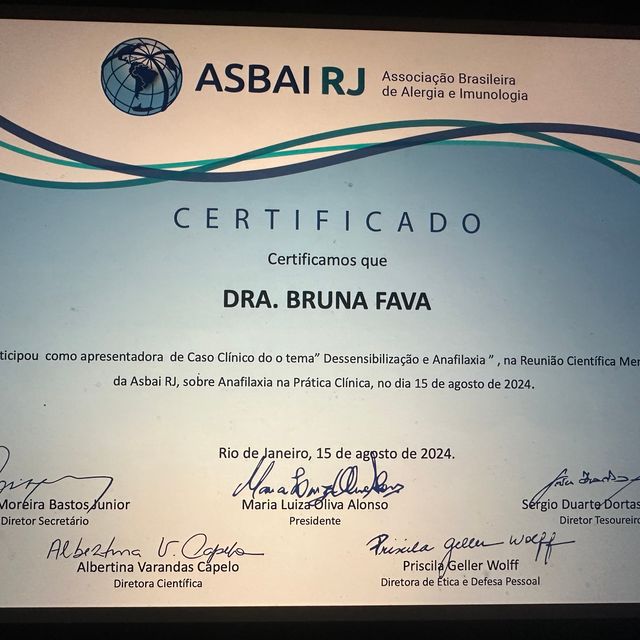 ASBAI RJ
Associação Brasileira
de Alergia e Imunologia
CERTIFICADO
Certificamos que
DRA. BRUNA FAVA
ticipou como apresentadora de Caso Clínico do o tema” Dessensibilização e Anafilaxia ” , na Reunião Científica Men
da Asbai RJ, sobre Anafilaxia na Prática Clínica, no dia 15 de agosto de 2024.
Rio de Janeiro, 15 de agosto de 2024.
Moreira Bastos Junior
Diretor Secretário
Maria Luiza Oliva Alonso
Presidente
Sérgio Duarte Dortas
Diretor Tesoureiro
Albertina V. Capelo
Albertina Varandas Capelo
Diretora Científica
Priscila Geller Wolff
Priscila Geller Wolff
Diretora de Ética e Defesa Pessoal